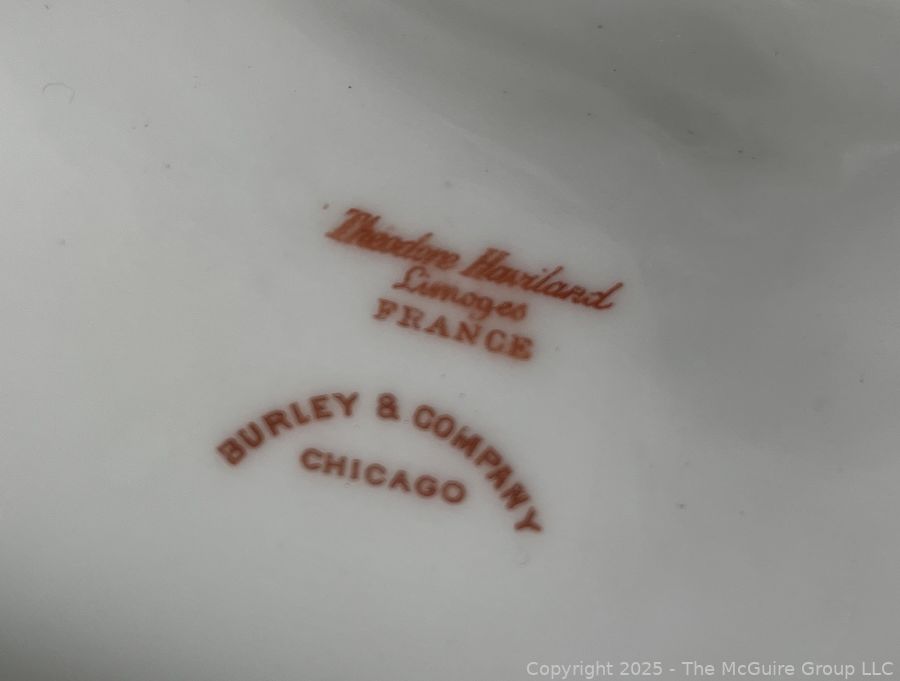 Theodore Haviland
Limoges
FRANCE
BURLEY & COMPANY
CHICAGO
Copyright 2025 - The McGuire Group LLC